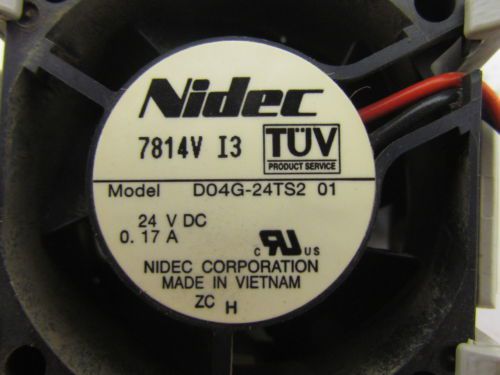 Nidec
7814V I3
TÜV
PRODUCT SERVICE
Model D04G-24TS2 01
24 V DC
0.17 A
c RU US
NIDEC CORPORATION
MADE IN VIETNAM
ZC H